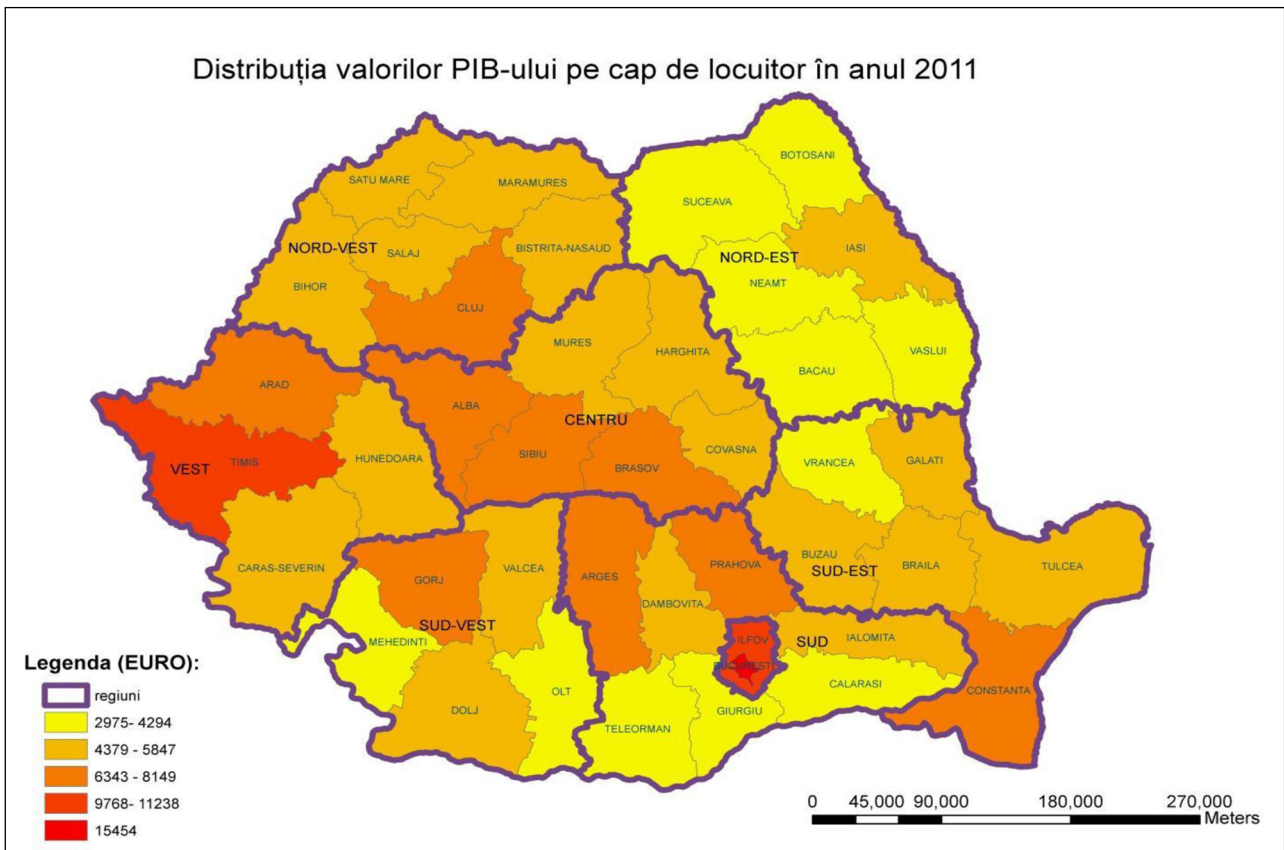 Distribuția valorilor PIB-ului pe cap de locuitor în anul 2011
BOTOSANI
SATU MARE
MARAMURES
SUCEAVA
NORD-VEST
BISTRITA-NASAUD
IASI
SALAJ
NORD-EST
BIHOR
NEAMT
CLUJ
MURES
HARGHITA
VASLUI
BACAU
ARAD
ALBA
CENTRU
COVASNA
SIBIU
BRASOV
VRANCEA
GALATI
VEST
TIMIS
HUNEDOARA
CARAS-SEVERIN
GORJ
VALCEA
ARGES
PRAHOVA
BUZAU
SUD-EST
BRAILA
TULCEA
DAMBOVITA
SUD-VEST
MEHEDINTI
ILFOV
SUD
IALOMITA
BUCURESTI
CALARASI
CONSTANTA
OLT
DOLJ
TELEORMAN
GIURGIU
Legenda (EURO):
regiuni
2975- 4294
4379 - 5847
6343 - 8149
9768- 11238
15454
0 45,000 90,000 180,000 270,000
Meters